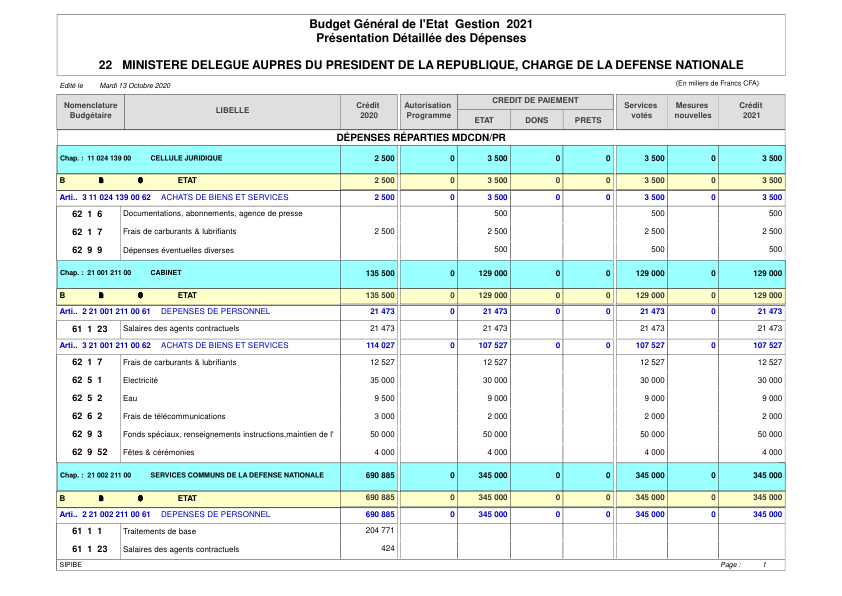 Budget Général de l'Etat Gestion 2021
Présentation Détaillée des Dépenses
22 MINISTERE DELEGUE AUPRES DU PRESIDENT DE LA REPUBLIQUE, CHARGE DE LA DEFENSE NATIONALE
Edité le Mardi 13 Octobre 2020 (En miliers de Francs CFA)
Nomenclature Budgétaire LIBELLE Crédit 2020 Autorisation Programme CREDIT DE PAIEMENT ETAT DONS PRETS Services votés Mesures nouvelles Crédit 2021
DÉPENSES RÉPARTIES MDCDN/PR
Chap. : 11 024 139 00 CELLULE JURIDIQUE 2 500 0 3 500 0 0 3 500 0 3 500
B ETAT 2 500 0 3 500 0 0 3 500 0 3 500
Arti.. 3 11 024 139 00 62 ACHATS DE BIENS ET SERVICES 2 500 0 3 500 0 0 3 500 0 3 500
62 1 6 Documentations, abonnements, agence de presse 500 500 500
62 1 7 Frais de carburants & lubrifiants 2 500 2 500 2 500 2 500
62 9 9 Dépenses éventuelles diverses 500 500 500
Chap. : 21 001 211 00 CABINET 135 500 0 129 000 0 0 129 000 0 129 000
B ETAT 135 500 0 129 000 0 0 129 000 0 129 000
Arti.. 2 21 001 211 00 61 DEPENSES DE PERSONNEL 21 473 0 21 473 0 0 21 473 0 21 473
61 1 23 Salaires des agents contractuels 21 473 21 473 21 473 21 473
Arti.. 3 21 001 211 00 62 ACHATS DE BIENS ET SERVICES 114 027 0 107 527 0 0 107 527 0 107 527
62 1 7 Frais de carburants & lubrifiants 12 527 12 527 12 527 12 527
62 5 1 Electricité 35 000 30 000 30 000 30 000
62 5 2 Eau 9 500 9 000 9 000 9 000
62 6 2 Frais de télécommunications 3 000 2 000 2 000 2 000
62 9 3 Fonds spéciaux, renseignements instructions,maintien de l' 50 000 50 000 50 000 50 000
62 9 52 Fêtes & cérémonies 4 000 4 000 4 000 4 000
Chap. : 21 002 211 00 SERVICES COMMUNS DE LA DEFENSE NATIONALE 690 885 0 345 000 0 0 345 000 0 345 000
B ETAT 690 885 0 345 000 0 0 345 000 0 345 000
Arti.. 2 21 002 211 00 61 DEPENSES DE PERSONNEL 690 885 0 345 000 0 0 345 000 0 345 000
61 1 1 Traitements de base 204 771
61 1 23 Salaires des agents contractuels 424
SIPIBE Page : 1